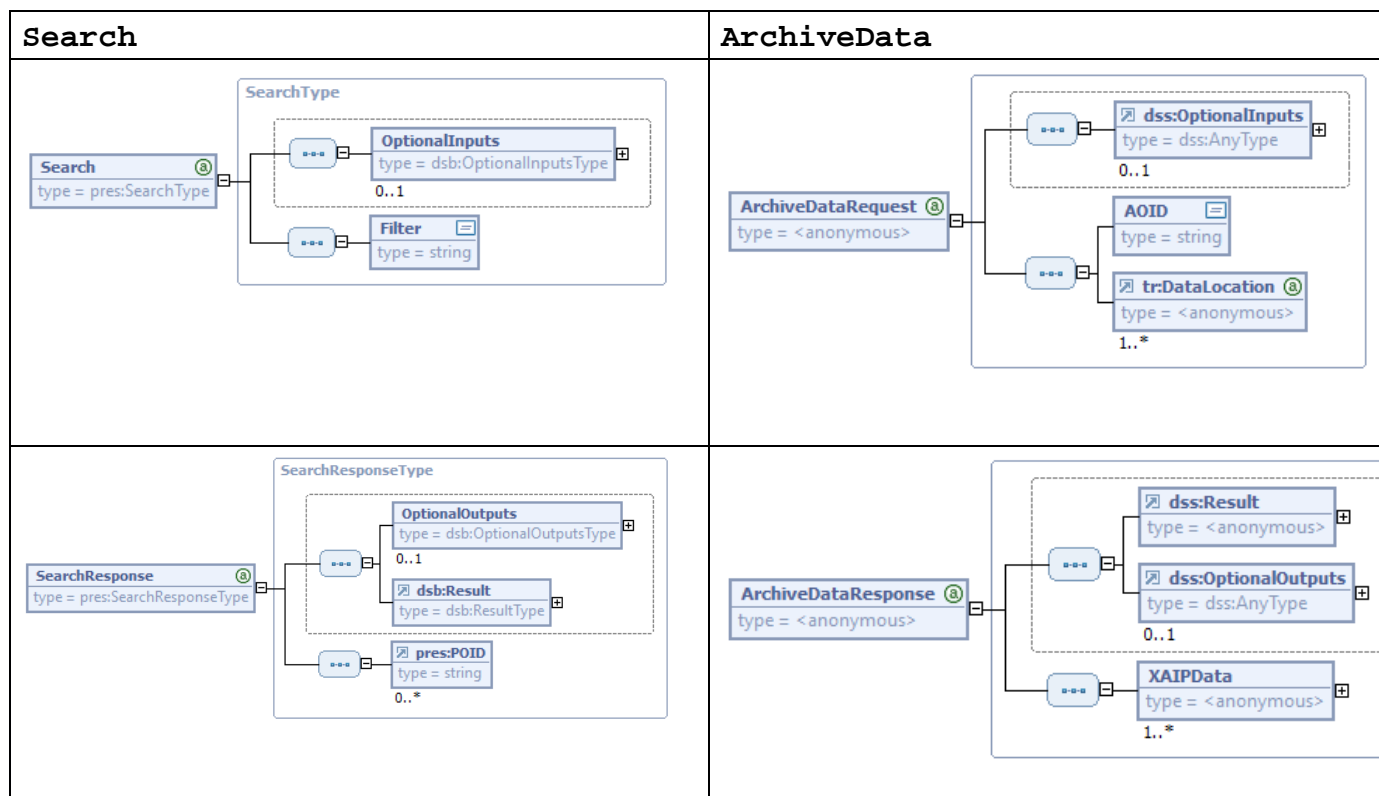 Search
ArchiveData
SearchType
OptionalInputs
type = dsb:OptionalInputsType
0..1
Search
type = pres:SearchType
Filter
type = string
dss:OptionalInputs
type = dss:AnyType
0..1
ArchiveDataRequest
type = <anonymous>
AOID
type = string
tr:DataLocation
type = <anonymous>
1..*
SearchResponseType
OptionalOutputs
type = dsb:OptionalOutputsType
0..1
SearchResponse
type = pres:SearchResponseType
dsb:Result
type = dsb:ResultType
pres:POID
type = string
0..*
dss:Result
type = <anonymous>
ArchiveDataResponse
type = <anonymous>
dss:OptionalOutputs
type = dss:AnyType
0..1
XAIPData
type = <anonymous>
1..*